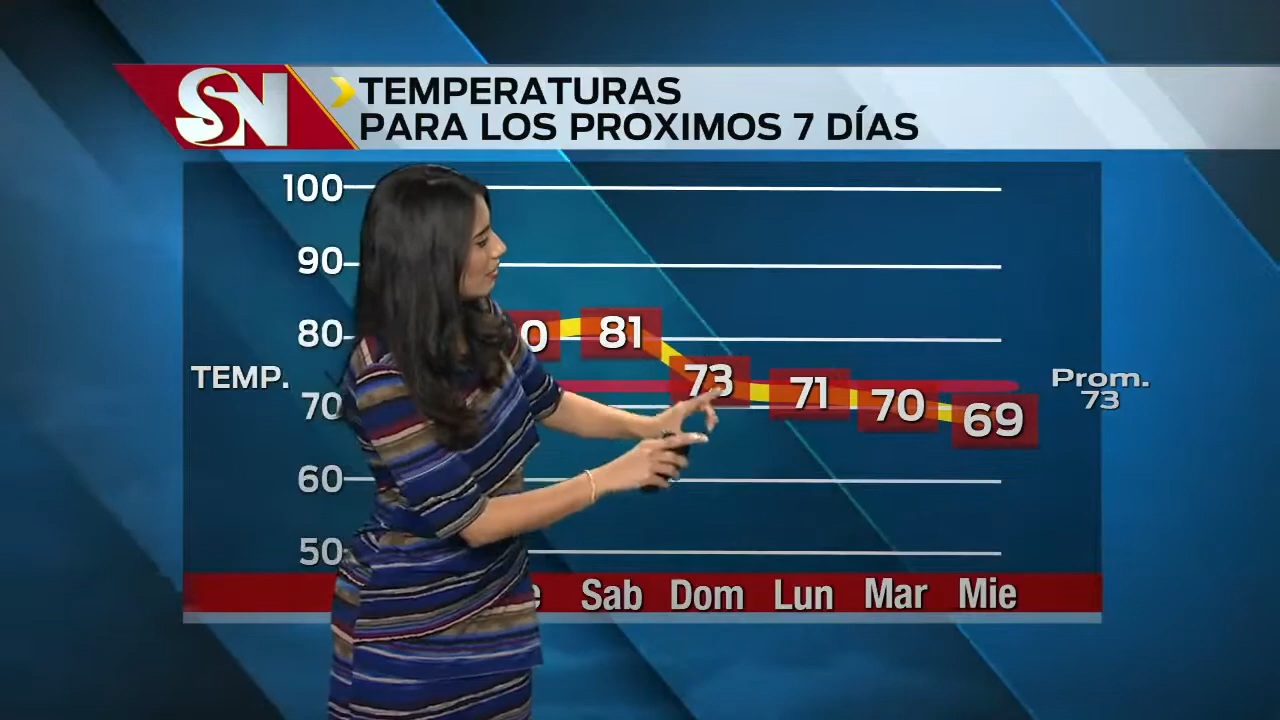 SN
TEMPERATURAS
PARA LOS PROXIMOS 7 DÍAS
100
90
80
TEMP.
70
60
50
0 81 73 71 70 69
Prom.
73
e Sab Dom Lun Mar Mie